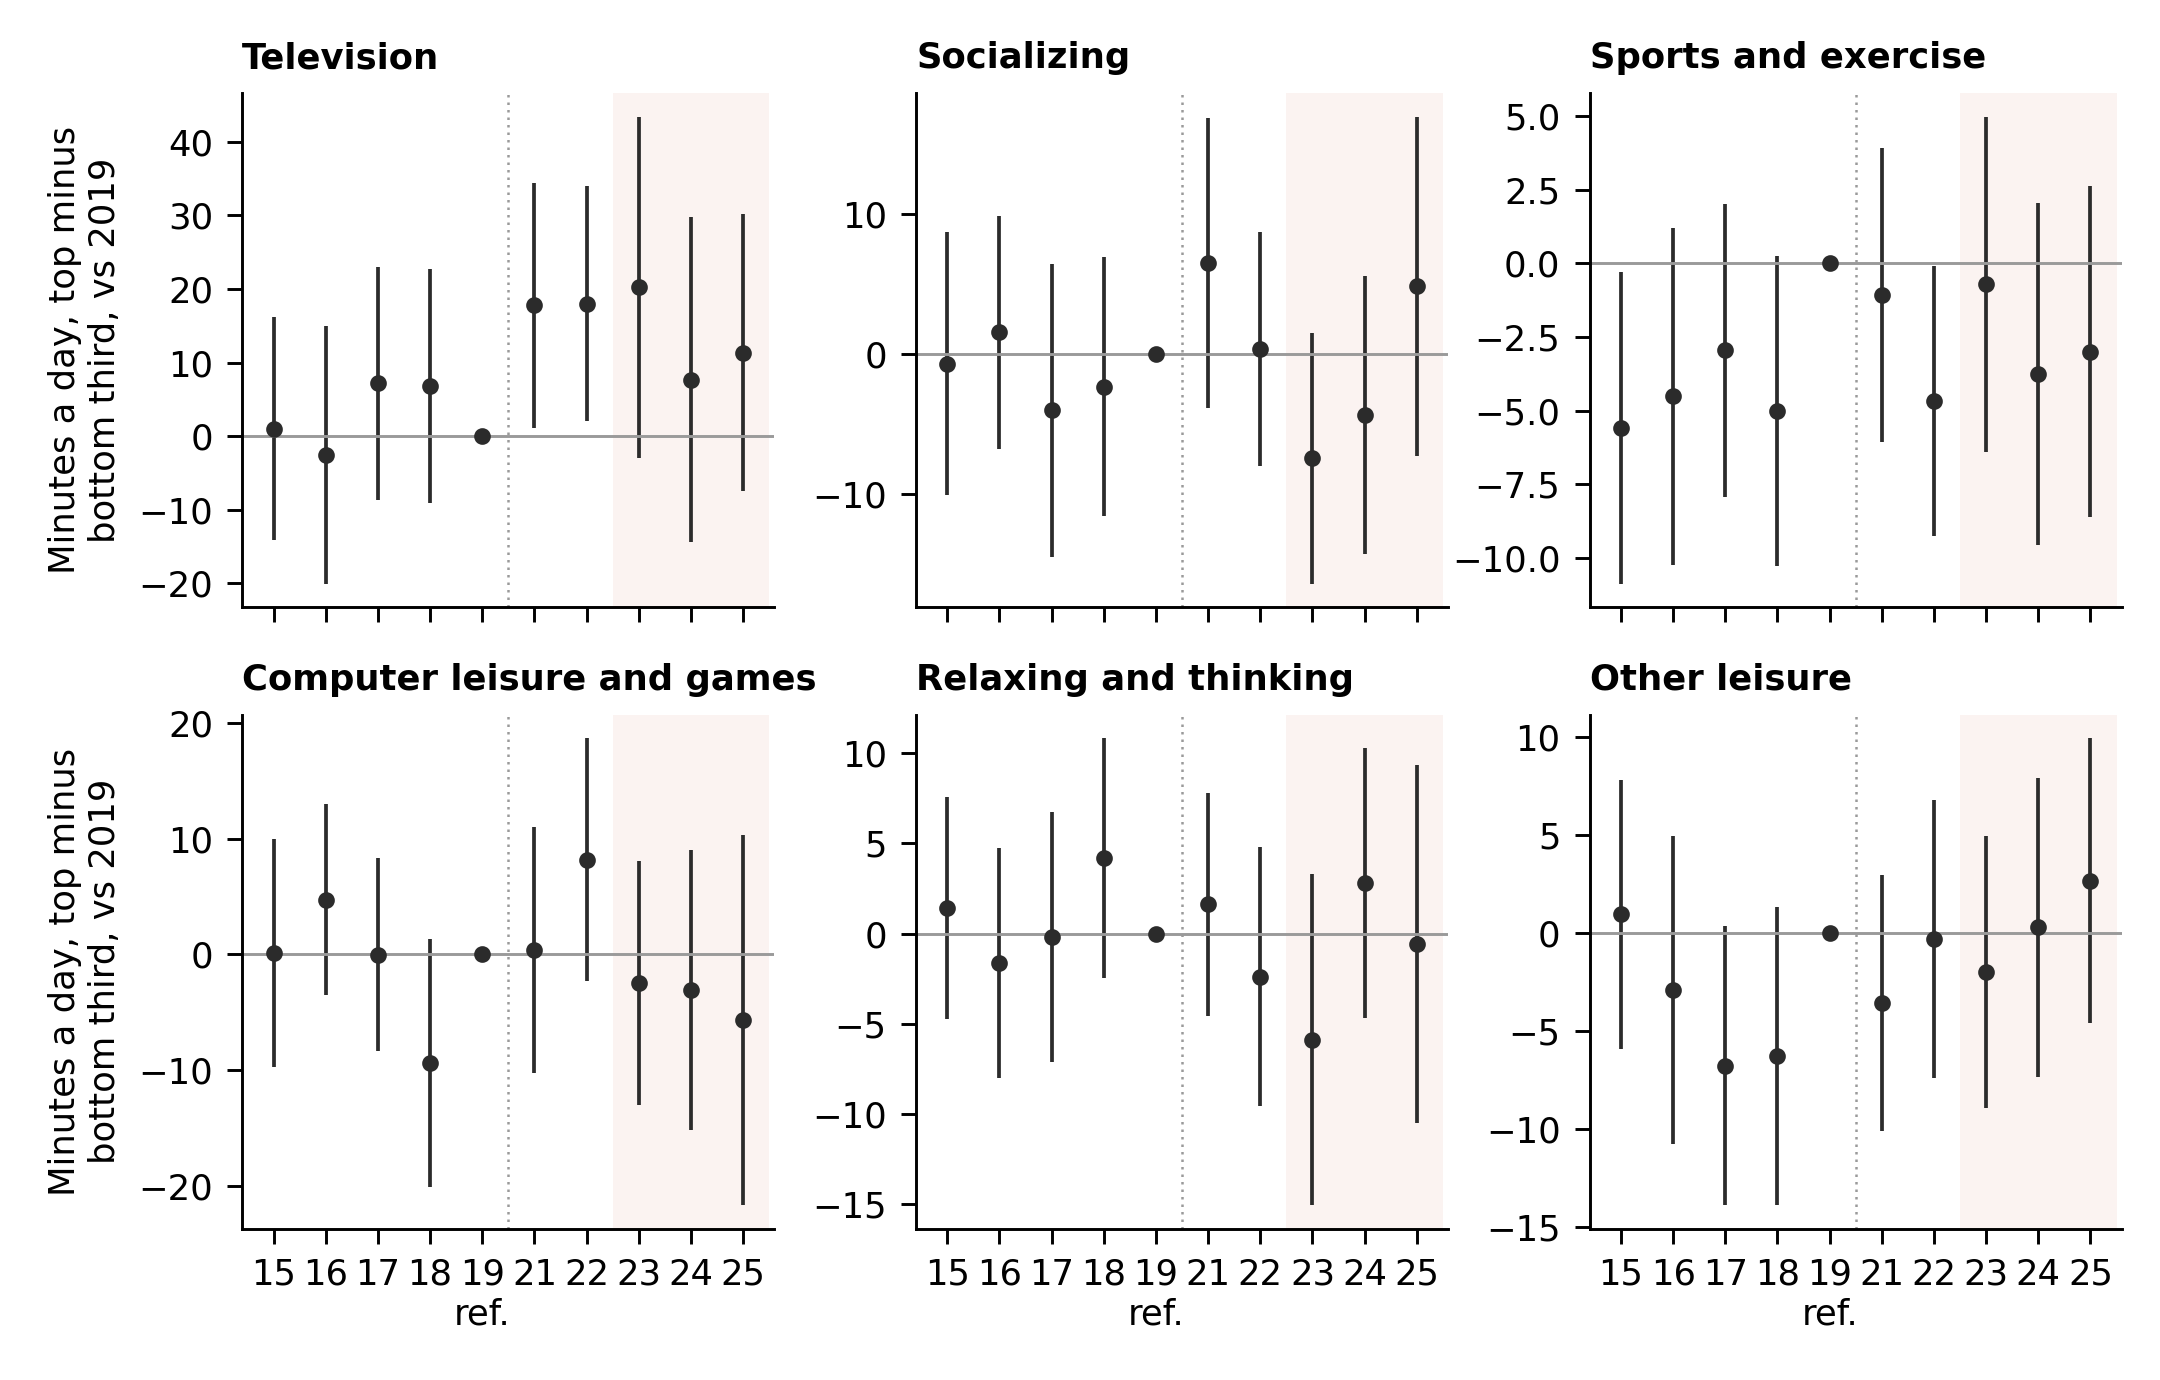 Television
Socializing
Sports and exercise
Minutes a day, top minus
bottom third, vs 2019
40
30
20
10
0
−10
−20
10
0
−10
5.0
2.5
0.0
−2.5
−5.0
−7.5
−10.0
Computer leisure and games
Relaxing and thinking
Other leisure
Minutes a day, top minus
bottom third, vs 2019
20
10
0
−10
−20
10
5
0
−5
−10
−15
10
5
0
−5
−10
−15
15 16 17 18 19 21 22 23 24 25
ref.
15 16 17 18 19 21 22 23 24 25
ref.
15 16 17 18 19 21 22 23 24 25
ref.